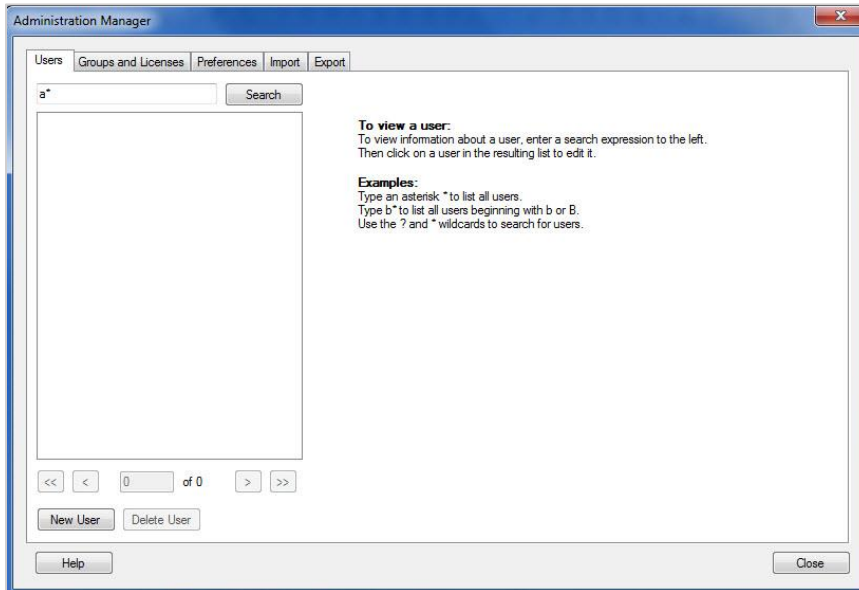 Administration Manager
Users Groups and Licenses Preferences Import Export
a* Search
To view a user:
To view information about a user, enter a search expression to the left.
Then click on a user in the resulting list to edit it.
Examples:
Type an asterisk * to list all users.
Type b* to list all users beginning with b or B.
Use the ? and * wildcards to search for users.
<< < 0 of 0 > >>
New User Delete User
Help Close